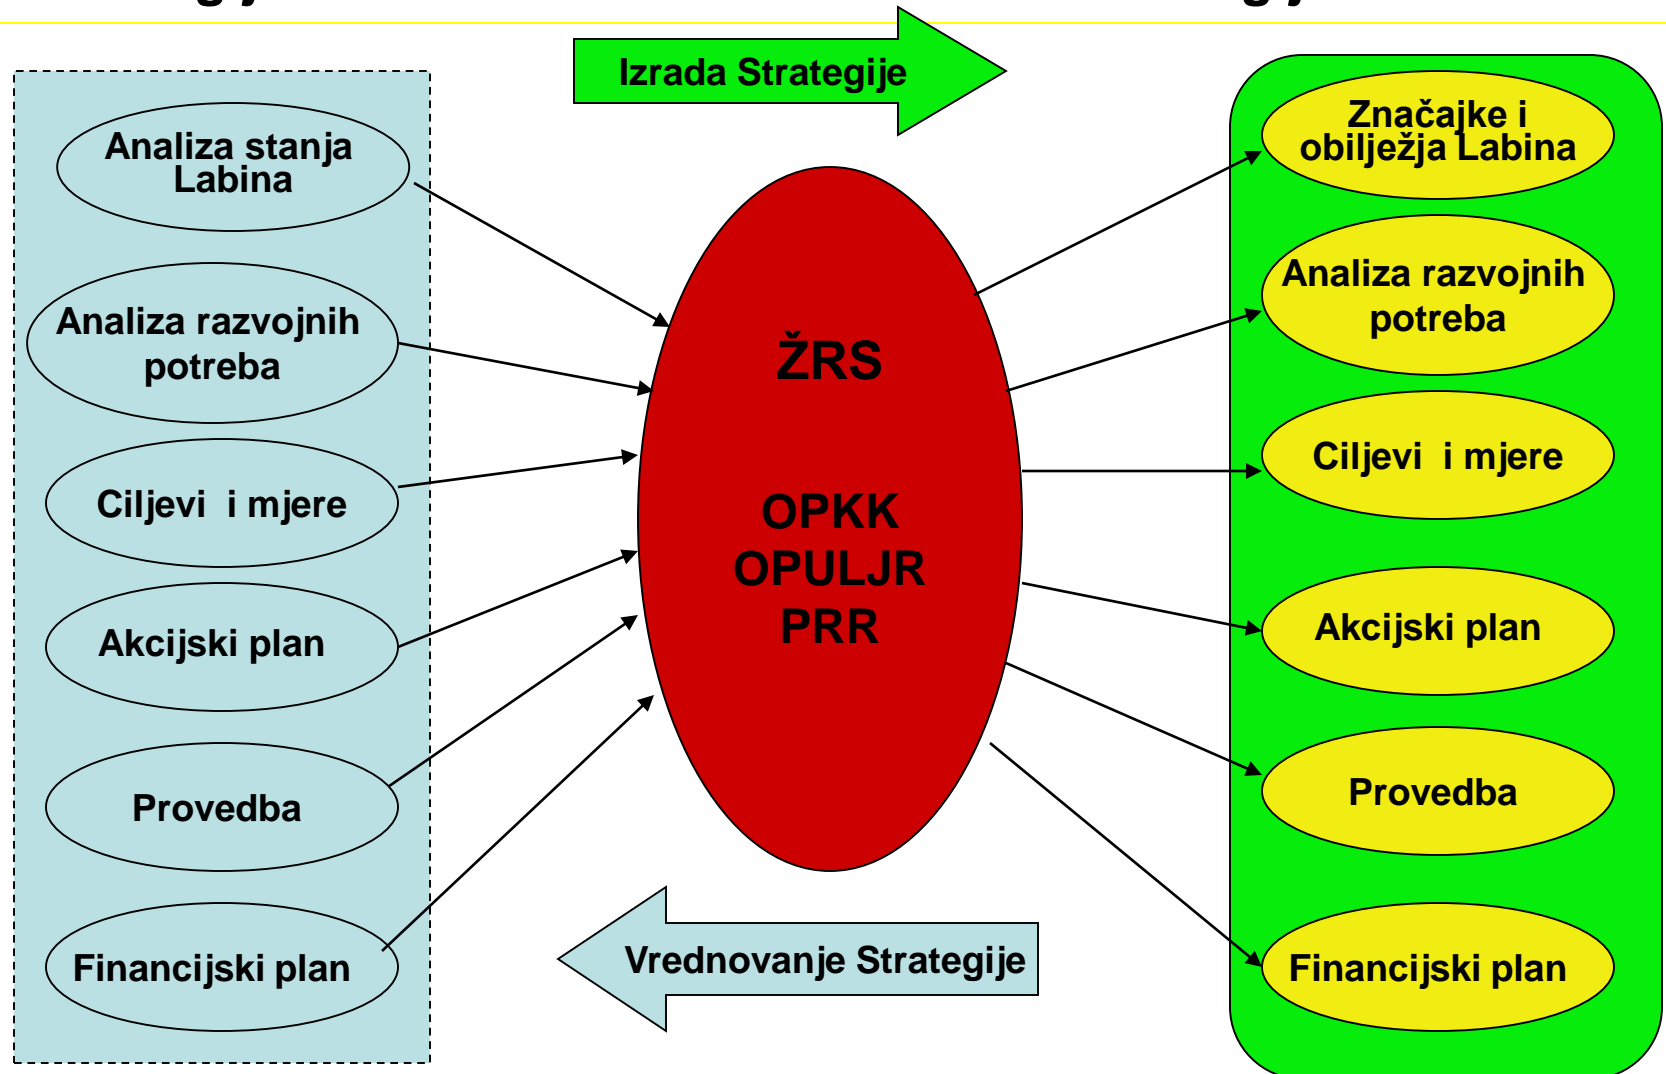 Izrada Strategije
Analiza stanja
Labina
Analiza razvojnih
potreba
Ciljevi i mjere
Akcijski plan
Provedba
Financijski plan
ŽRS
OPKK
OPULJR
PRR
Vrednovanje Strategije
Značajke i
obilježja Labina
Analiza razvojnih
potreba
Ciljevi i mjere
Akcijski plan
Provedba
Financijski plan